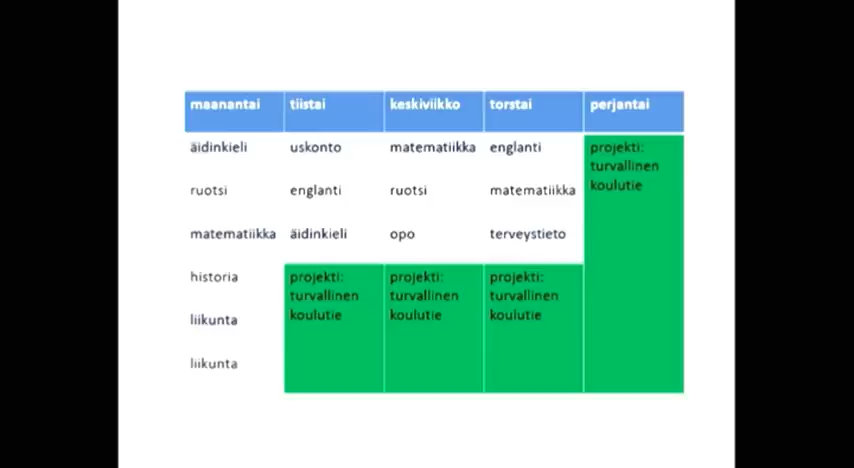 maanantai tiistai keskiviikko torstai perjantai
äidinkieli uskonto matematiikka englanti projekti:
turvallinen
koulutie
ruotsi englanti ruotsi matematiikka
matematiikka äidinkieli opo terveystieto
historia projekti: projekti: projekti:
turvallinen turvallinen turvallinen
koulutie koulutie koulutie
liikunta
liikunta